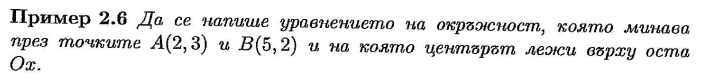 Пример 2.6 Да се напише уравнението на окръжност, която минава
през точките A(2,3) и B(5,2) и на която центърът лежи върху оста
Ox.